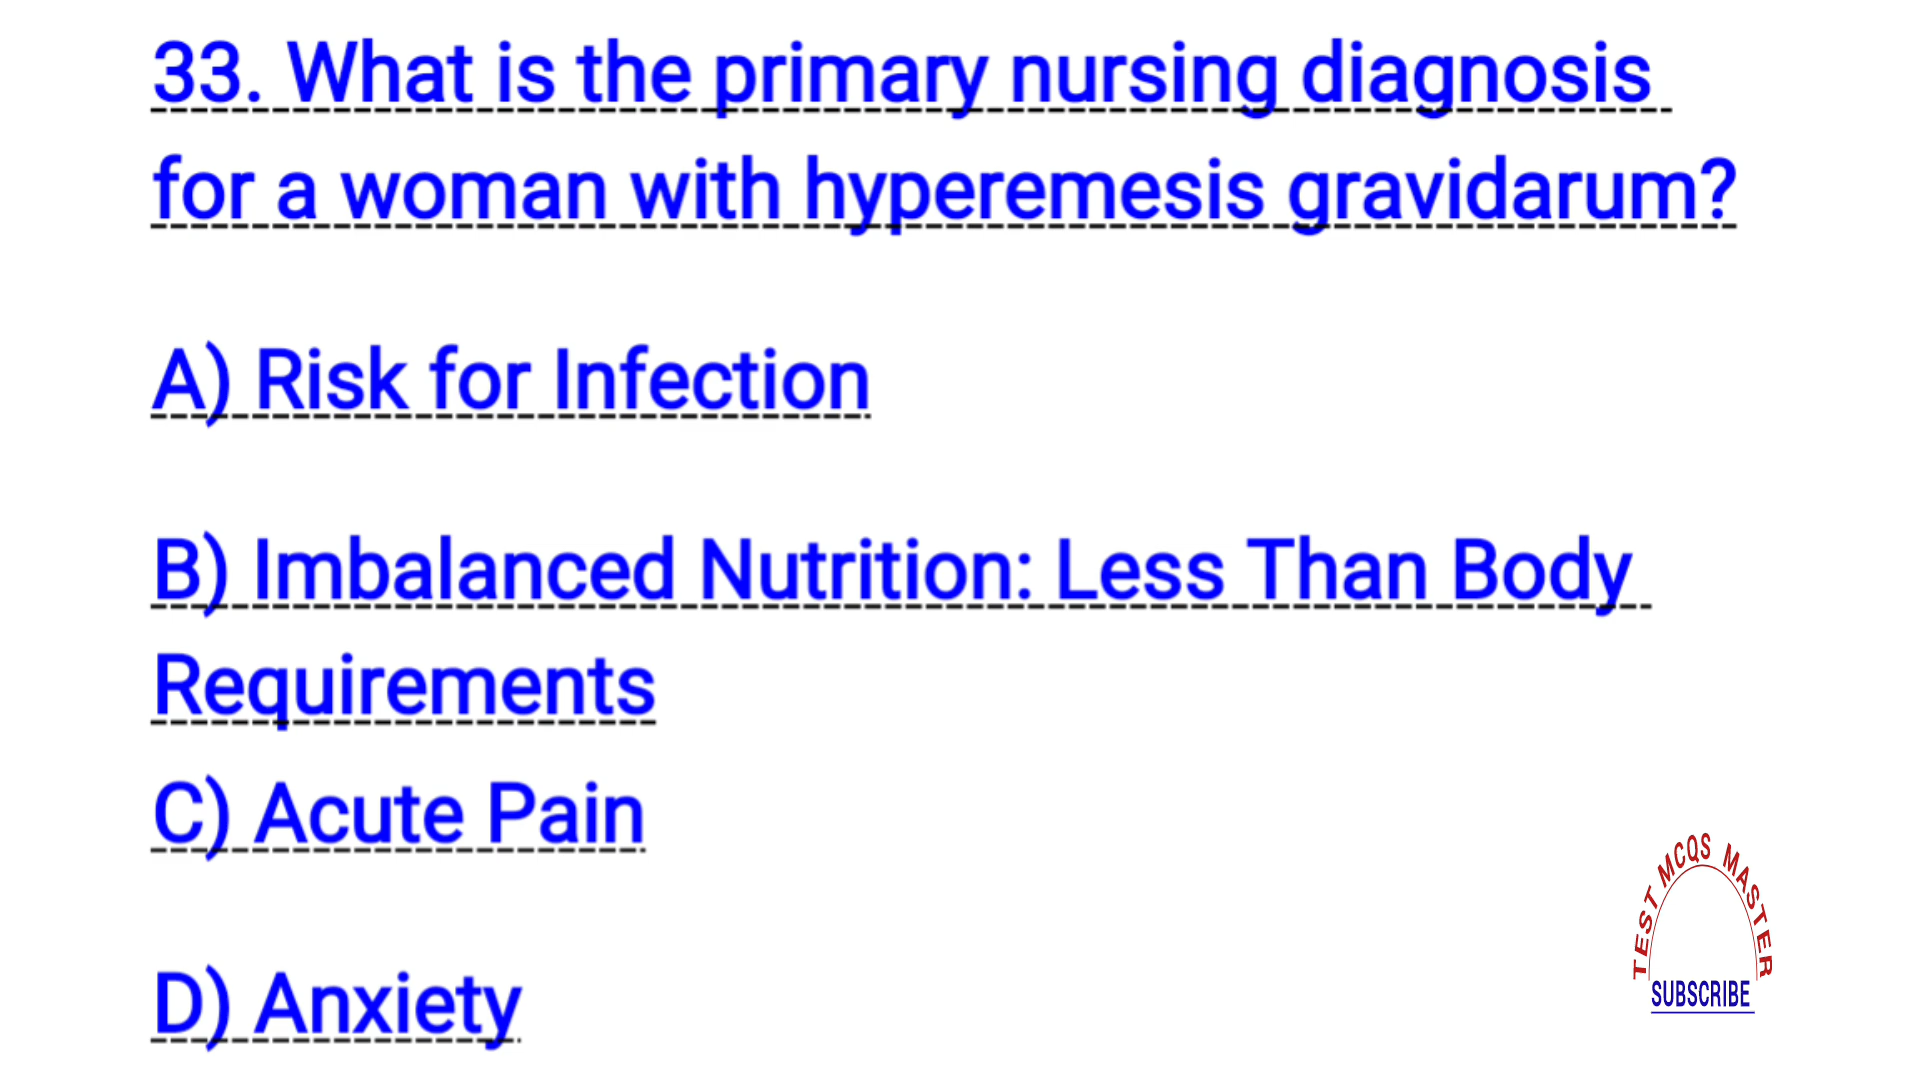 33. What is the primary nursing diagnosis
for a woman with hyperemesis gravidarum?
A) Risk for Infection
B) Imbalanced Nutrition: Less Than Body
Requirements
C) Acute Pain
D) Anxiety
TEST MCQS MASTER
SUBSCRIBE